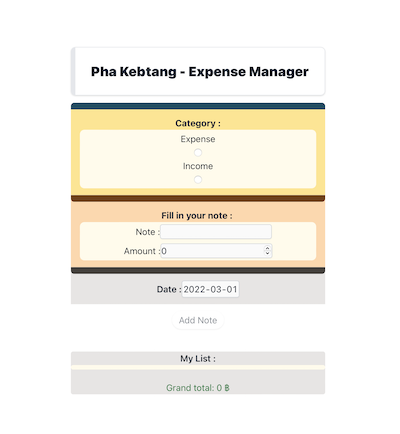 Pha Kebtang - Expense Manager
Category :
Expense
Income
Fill in your note :
Note :
Amount : 0
Date : 2022-03-01
Add Note
My List :
Grand total: 0 ฿